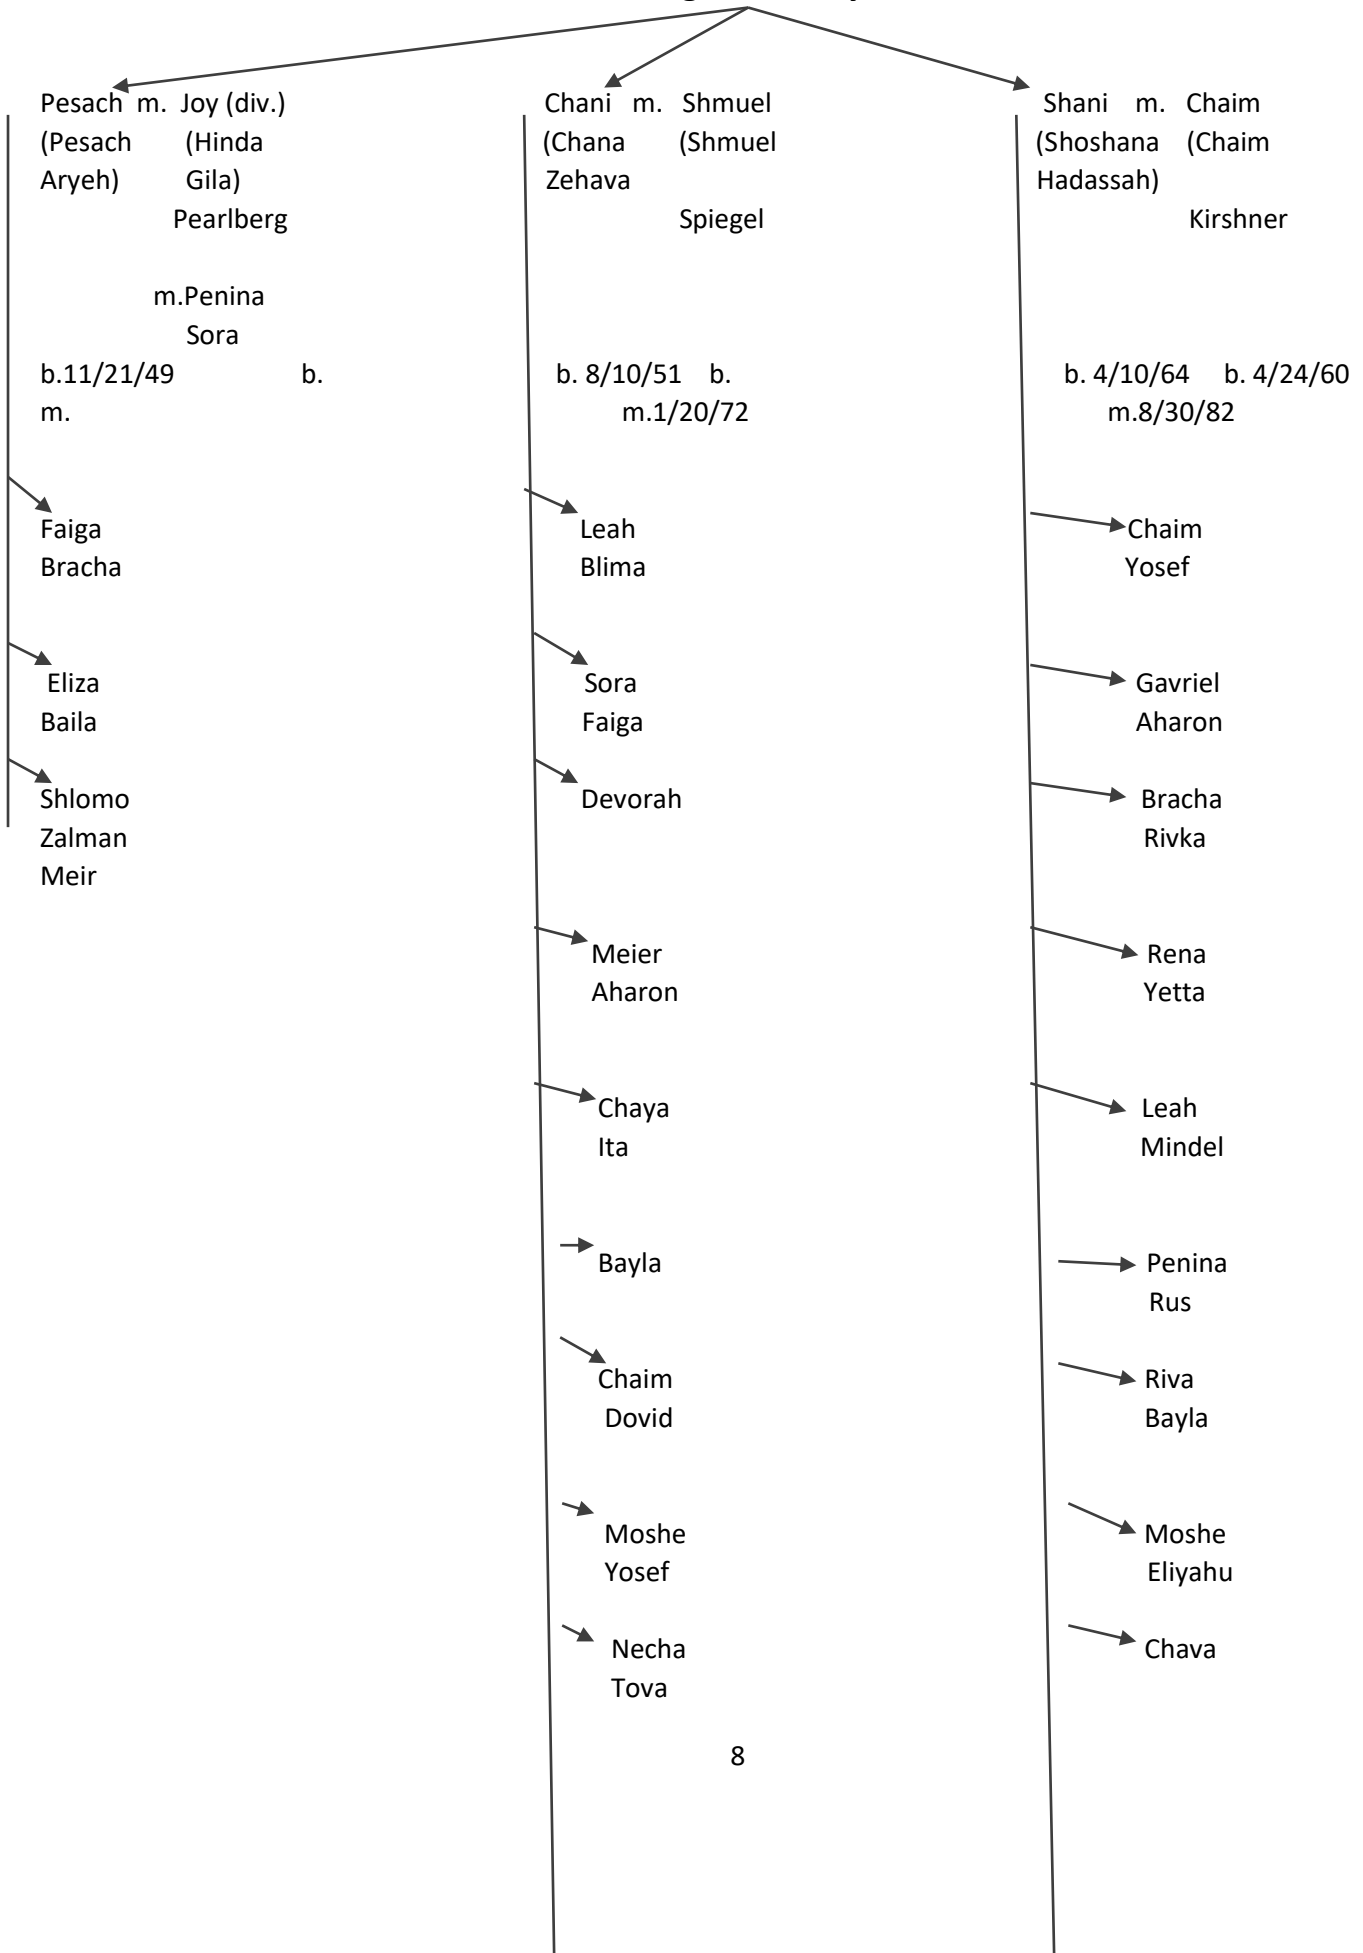 Pesach m. Joy (div.)
(Pesach (Hinda
Aryeh) Gila)
Pearlberg
m.Penina
Sora
b.11/21/49 b.
m.
Faiga
Bracha
Eliza
Baila
Shlomo
Zalman
Meir
Chani m. Shmuel
(Chana (Shmuel
Zehava
Spiegel
b. 8/10/51 b.
m.1/20/72
Leah
Blima
Sora
Faiga
Devorah
Meier
Aharon
Chaya
Ita
Bayla
Chaim
Dovid
Moshe
Yosef
Necha
Tova
Shani m. Chaim
(Shoshana (Chaim
Hadassah)
Kirshner
b. 4/10/64 b. 4/24/60
m.8/30/82
Chaim
Yosef
Gavriel
Aharon
Bracha
Rivka
Rena
Yetta
Leah
Mindel
Penina
Rus
Riva
Bayla
Moshe
Eliyahu
Chava
8